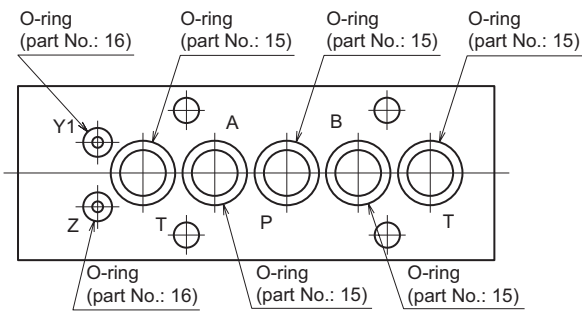 O-ring
(part No.: 16)
O-ring
(part No.: 15)
O-ring
(part No.: 15)
O-ring
(part No.: 15)
Y1
A
B
Z
T
P
T
O-ring
(part No.: 16)
O-ring
(part No.: 15)
O-ring
(part No.: 15)